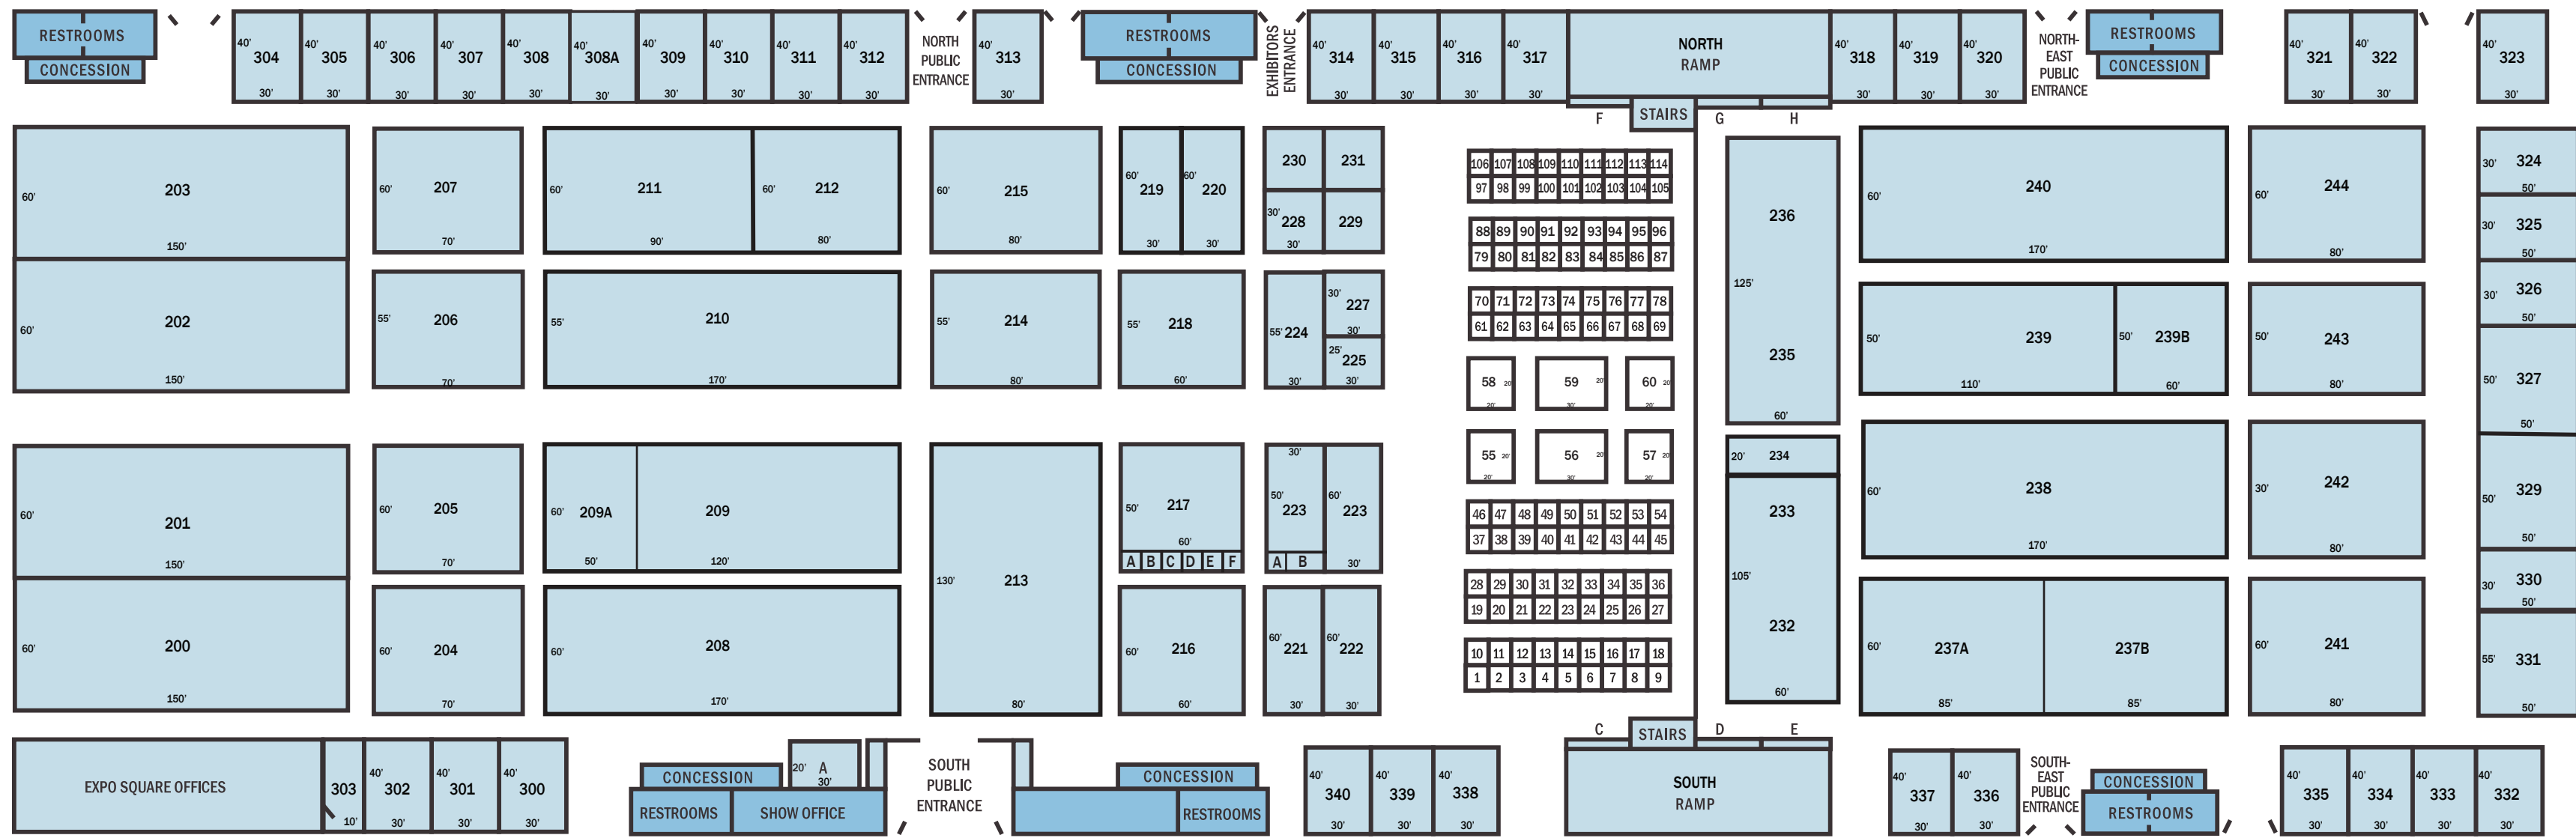 RESTROOMS
CONCESSION
40' 304 30'
40' 305 30'
40' 306 30'
40' 307 30'
40' 308 30'
40' 308A 30'
40' 309 30'
40' 310 30'
40' 311 30'
40' 312 30'
NORTH
PUBLIC
ENTRANCE
40' 313 30'
RESTROOMS
CONCESSION
EXHIBITORS
ENTRANCE
40' 314 30'
40' 315 30'
40' 316 30'
40' 317 30'
NORTH
RAMP
40' 318 30'
40' 319 30'
40' 320 30'
NORTH-
EAST
PUBLIC
ENTRANCE
RESTROOMS
CONCESSION
40' 321 30'
40' 322 30'
40' 323 30'
F STAIRS G H
60' 203 150'
60' 207 70'
60' 211 90'
60' 212 80'
60' 215 80'
60' 219 30'
60' 220 30'
230 231
30' 228 30'
229
106 107 108 109 110 111 112 113 114
97 98 99 100 101 102 103 104 105
88 89 90 91 92 93 94 95 96
79 80 81 82 83 84 85 86 87
236
125'
235
60'
60' 240 170'
60' 244 80'
30' 324 50'
30' 325 50'
60' 202 150'
55' 206 70'
55' 210 170'
55' 214 80'
55' 218 60'
55' 224 30'
30' 227 30'
25' 225 30'
70 71 72 73 74 75 76 77 78
61 62 63 64 65 66 67 68 69
58 20' 20'
59 20' 30'
60 20' 20'
50' 239 110'
50' 239B 60'
50' 243 80'
30' 326 50'
50' 327 50'
60' 201 150'
60' 205 70'
60' 209A 50'
209 120'
130' 213 80'
50' 217 60'
A B C D E F
30' 50' 223
A B
60' 223 30'
55 20' 20'
56 20' 30'
57 20' 20'
46 47 48 49 50 51 52 53 54
37 38 39 40 41 42 43 44 45
20' 234
233
105'
232
60'
60' 238 170'
30' 242 80'
50' 329 50'
30' 330 50'
60' 200 150'
60' 204 70'
60' 208 170'
60' 216 60'
60' 221 30'
60' 222 30'
28 29 30 31 32 33 34 35 36
19 20 21 22 23 24 25 26 27
10 11 12 13 14 15 16 17 18
1 2 3 4 5 6 7 8 9
60' 237A 85'
237B 85'
60' 241 80'
55' 331 50'
C STAIRS D E
EXPO SQUARE OFFICES
303 10'
40' 302 30'
40' 301 30'
40' 300 30'
CONCESSION
RESTROOMS
SHOW OFFICE
20' A 30'
SOUTH
PUBLIC
ENTRANCE
CONCESSION
RESTROOMS
40' 340 30'
40' 339 30'
40' 338 30'
SOUTH
RAMP
40' 337 30'
40' 336 30'
SOUTH-
EAST
PUBLIC
ENTRANCE
CONCESSION
RESTROOMS
40' 335 30'
40' 334 30'
40' 333 30'
40' 332 30'